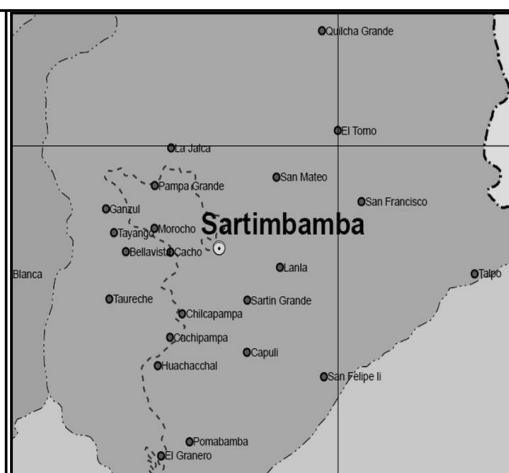 Quilcha Grande
El Tomo
La Jalca
San Mateo
Pampa Grande
San Francisco
Ganzul
Sartimbamba
Morocho
Tayango
Bellavista
Cacho
Lanla
Blanca
Talpo
Taureche
Sartin Grande
Chilcapampa
Cachipampa
Capuli
Huachacchal
San Felipe Ii
Pomabamba
El Granero